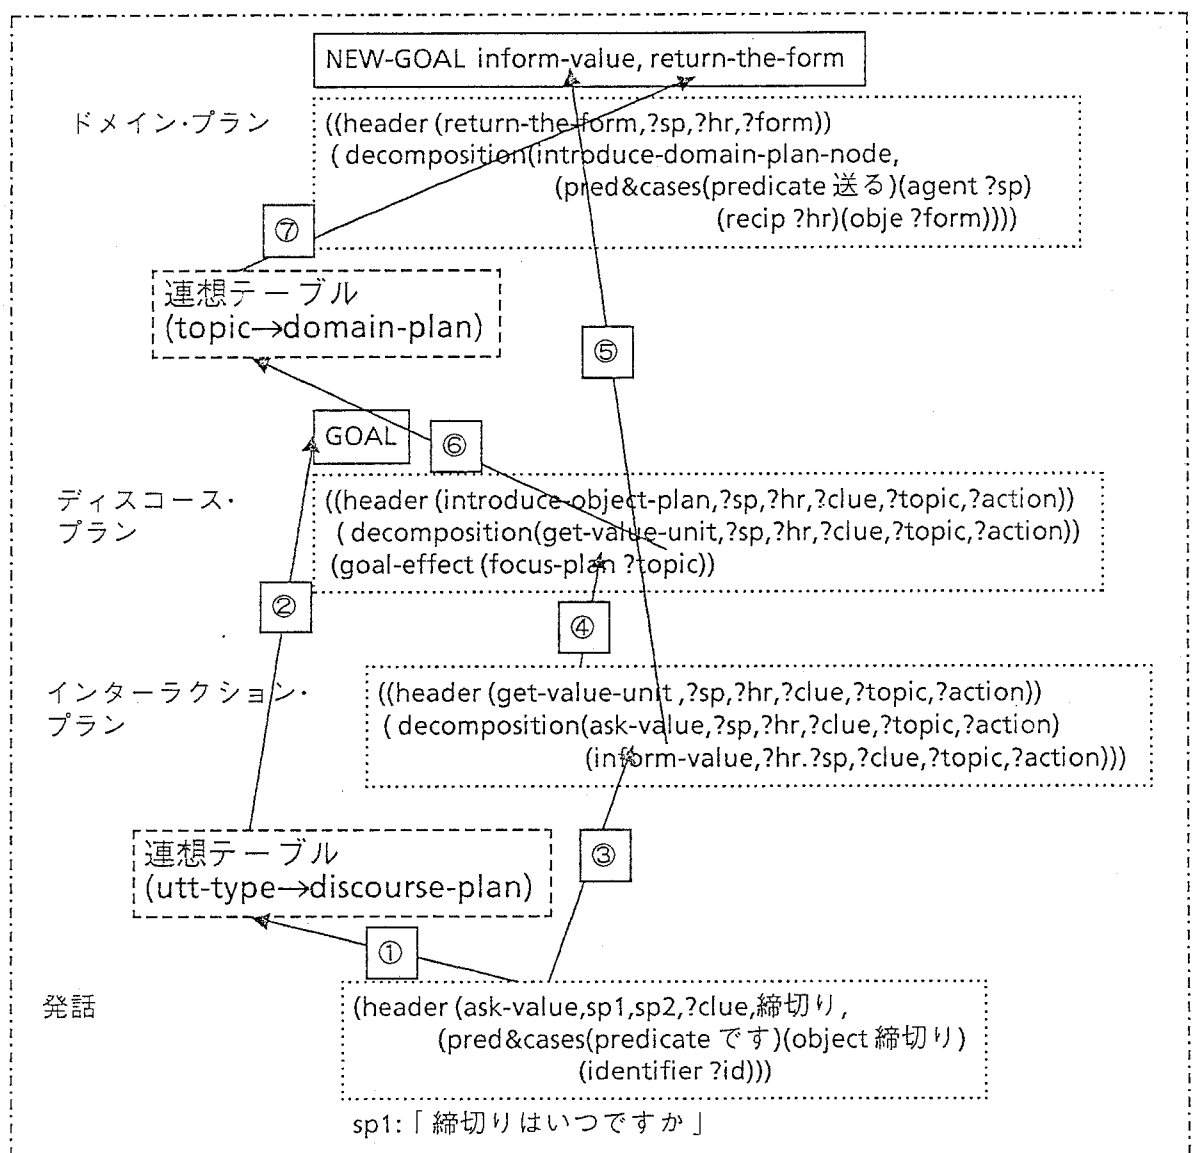 NEW-GOAL inform-value, return-the-form
ドメイン・プラン
((header (return-the-form,?sp,?hr,?form))
( decomposition(introduce-domain-plan-node,
(pred&cases(predicate 送る)(agent ?sp)
(recip ?hr)(obje ?form))))
⑦
連想テーブル
(topic→domain-plan)
⑤
GOAL
⑥
ディスコース・
プラン
((header (introduce-object-plan,?sp,?hr,?clue,?topic,?action))
( decomposition(get-value-unit,?sp,?hr,?clue,?topic,?action))
(goal-effect (focus-plan ?topic))
②
④
インターラクション・
プラン
((header (get-value-unit ,?sp,?hr,?clue,?topic,?action))
( decomposition(ask-value,?sp,?hr,?clue,?topic,?action)
(inform-value,?hr.?sp,?clue,?topic,?action)))
連想テーブル
(utt-type→discourse-plan)
③
①
発話
(header (ask-value,sp1,sp2,?clue,締切り,
(pred&cases(predicate です)(object 締切り)
(identifier ?id)))
sp1:「締切りはいつですか」